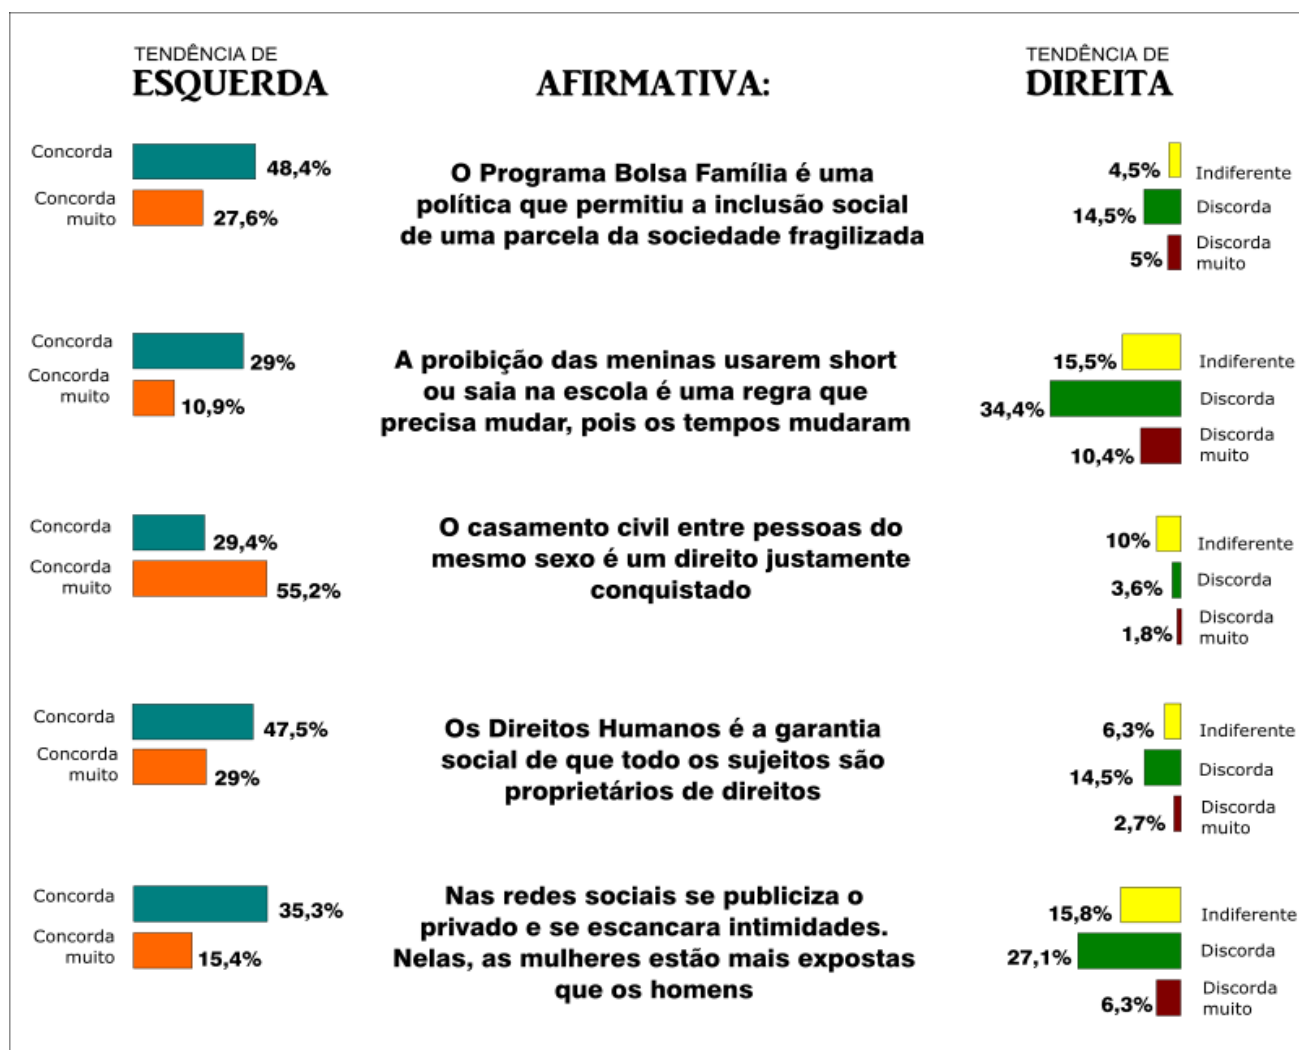 TENDÊNCIA DE
ESQUERDA
AFIRMATIVA:
TENDÊNCIA DE
DIREITA
Concorda
48,4%
Concorda
muito
27,6%
O Programa Bolsa Família é uma
política que permitiu a inclusão social
de uma parcela da sociedade fragilizada
4,5%
Indiferente
14,5%
Discorda
5%
Discorda
muito
Concorda
29%
Concorda
muito
10,9%
A proibição das meninas usarem short
ou saia na escola é uma regra que
precisa mudar, pois os tempos mudaram
15,5%
Indiferente
34,4%
Discorda
10,4%
Discorda
muito
Concorda
29,4%
Concorda
muito
55,2%
O casamento civil entre pessoas do
mesmo sexo é um direito justamente
conquistado
10%
Indiferente
3,6%
Discorda
1,8%
Discorda
muito
Concorda
47,5%
Concorda
muito
29%
Os Direitos Humanos é a garantia
social de que todo os sujeitos são
proprietários de direitos
6,3%
Indiferente
14,5%
Discorda
2,7%
Discorda
muito
Concorda
35,3%
Concorda
muito
15,4%
Nas redes sociais se publiciza o
privado e se escancara intimidades.
Nelas, as mulheres estão mais expostas
que os homens
15,8%
Indiferente
27,1%
Discorda
6,3%
Discorda
muito